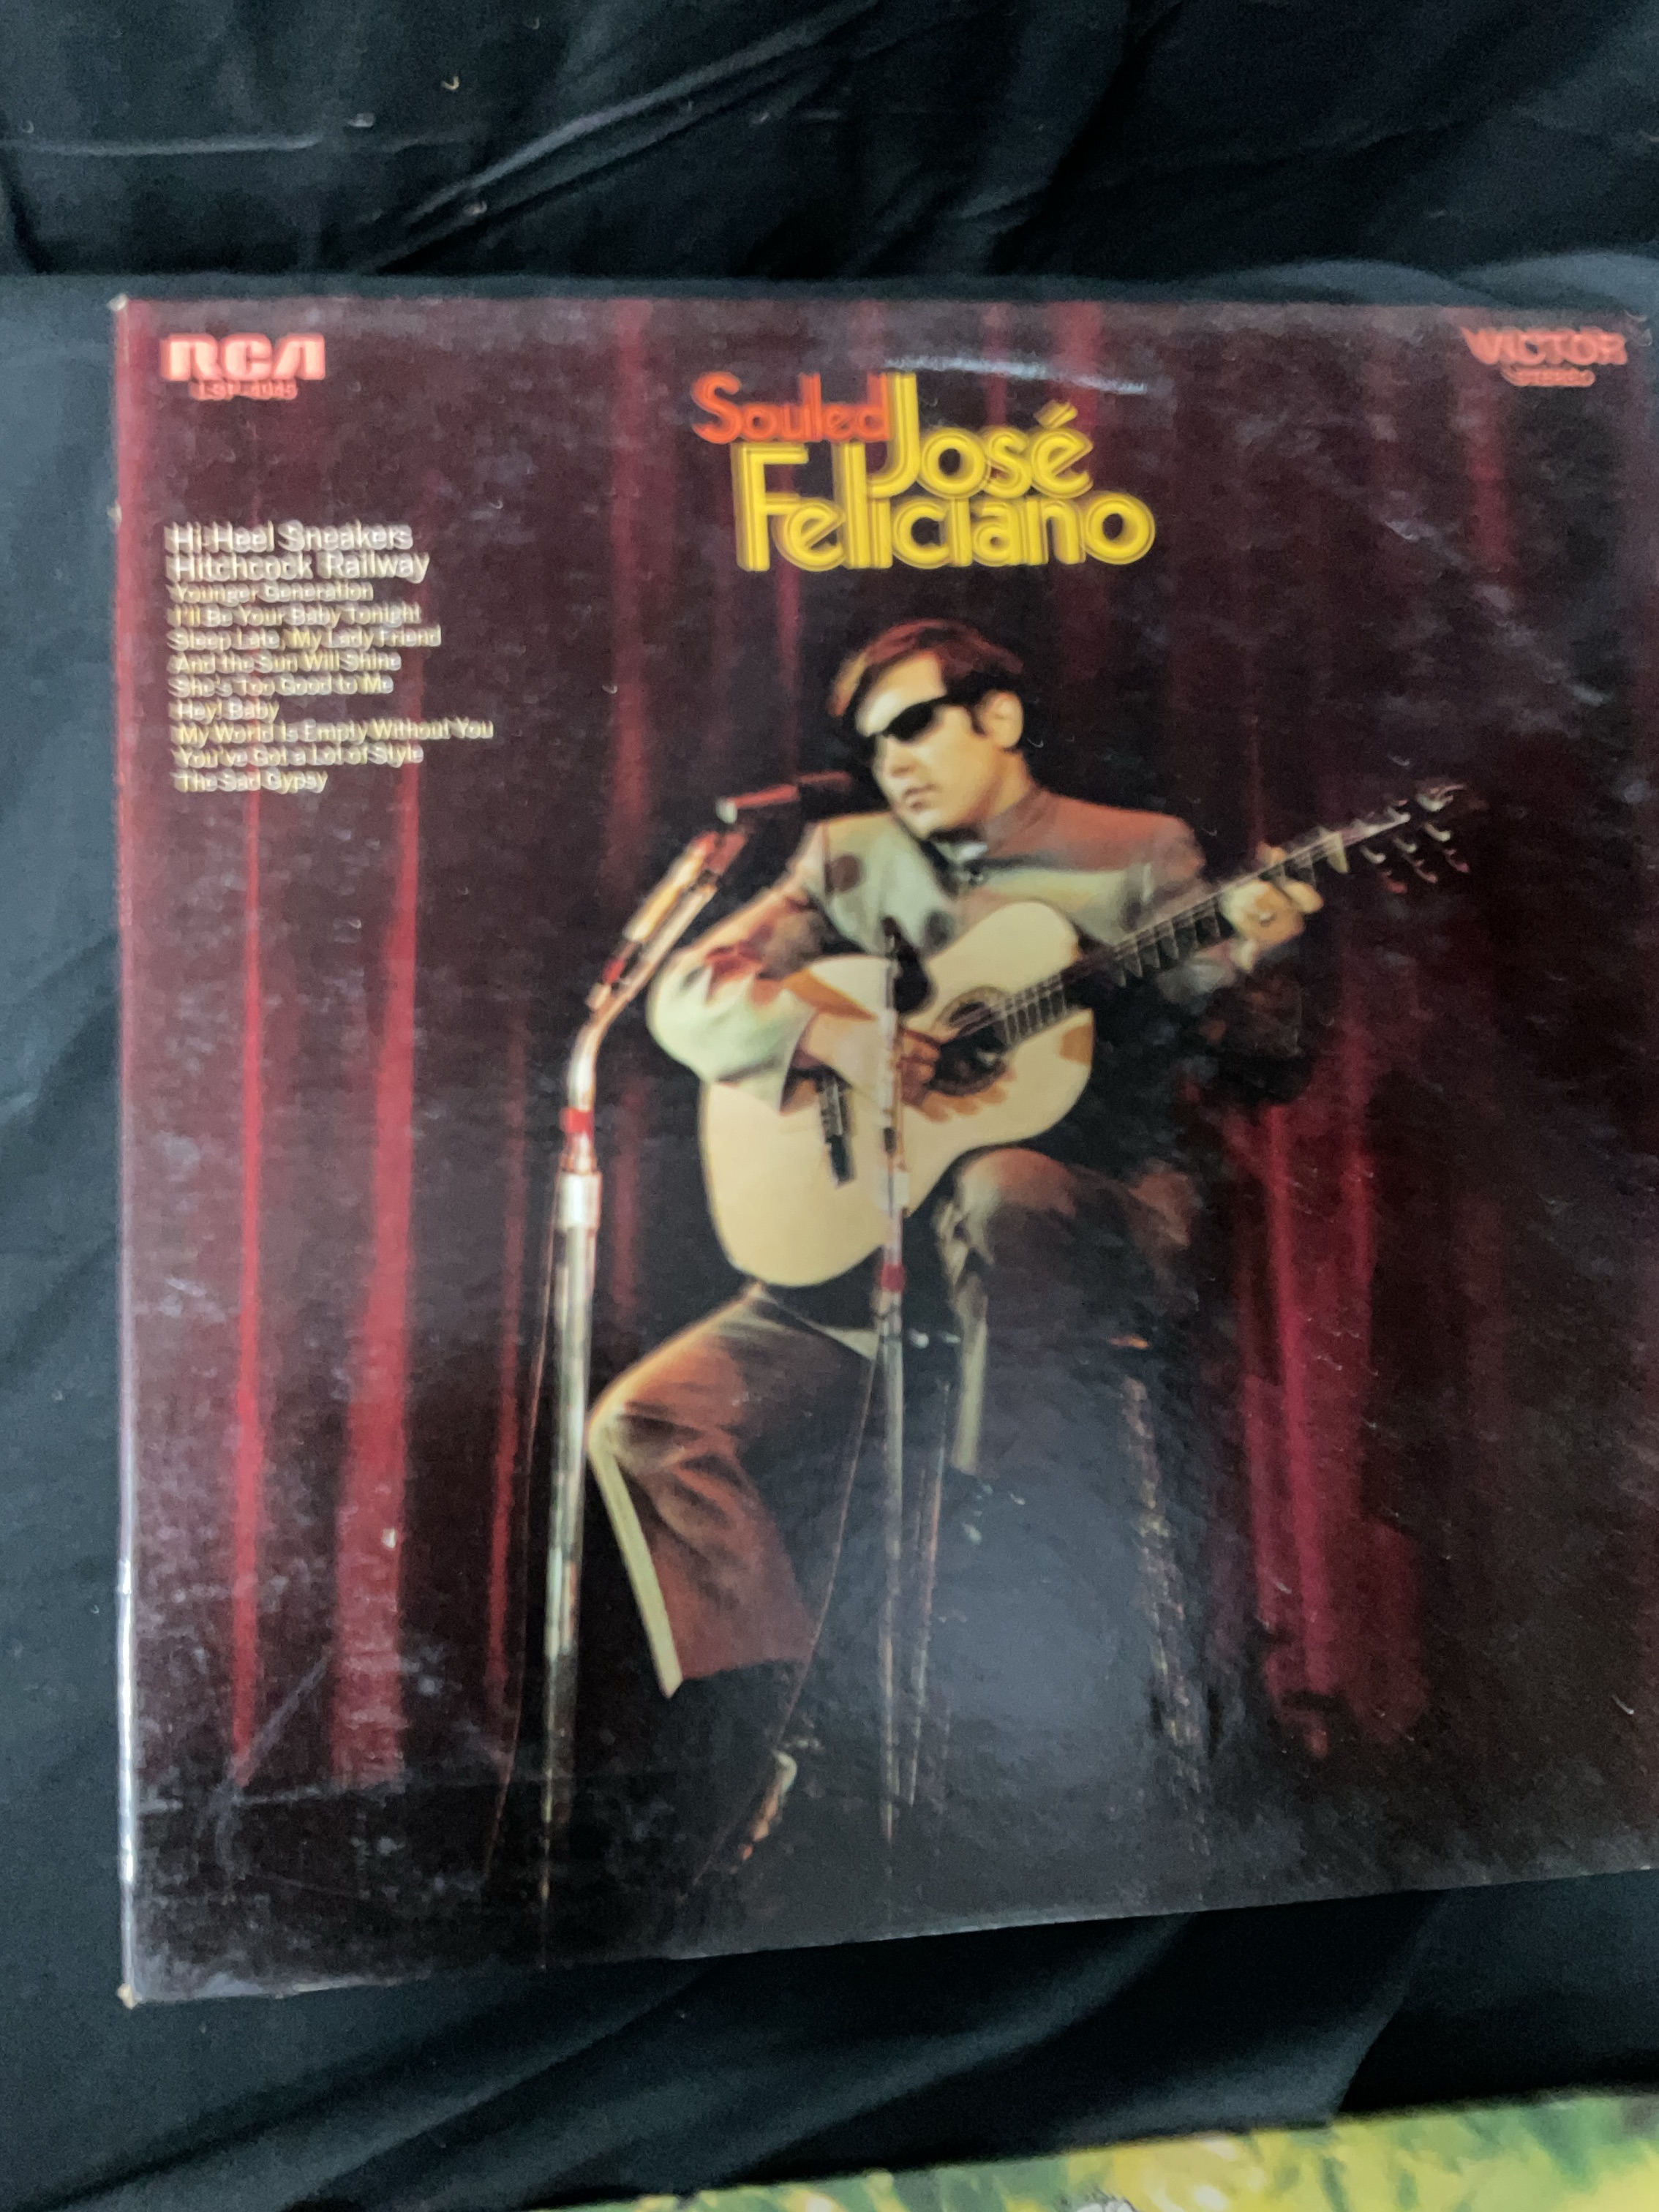 RCA
LSP-4045
VICTOR
STEREO
Souled José
Feliciano
Hi-Heel Sneakers
Hitchcock Railway
Younger Generation
I'll Be Your Baby Tonight
Sleep Late, My Lady Friend
And the Sun Will Shine
She's Too Good to Me
Hey! Baby
My World Is Empty Without You
You've Got a Lot of Style
The Sad Gypsy